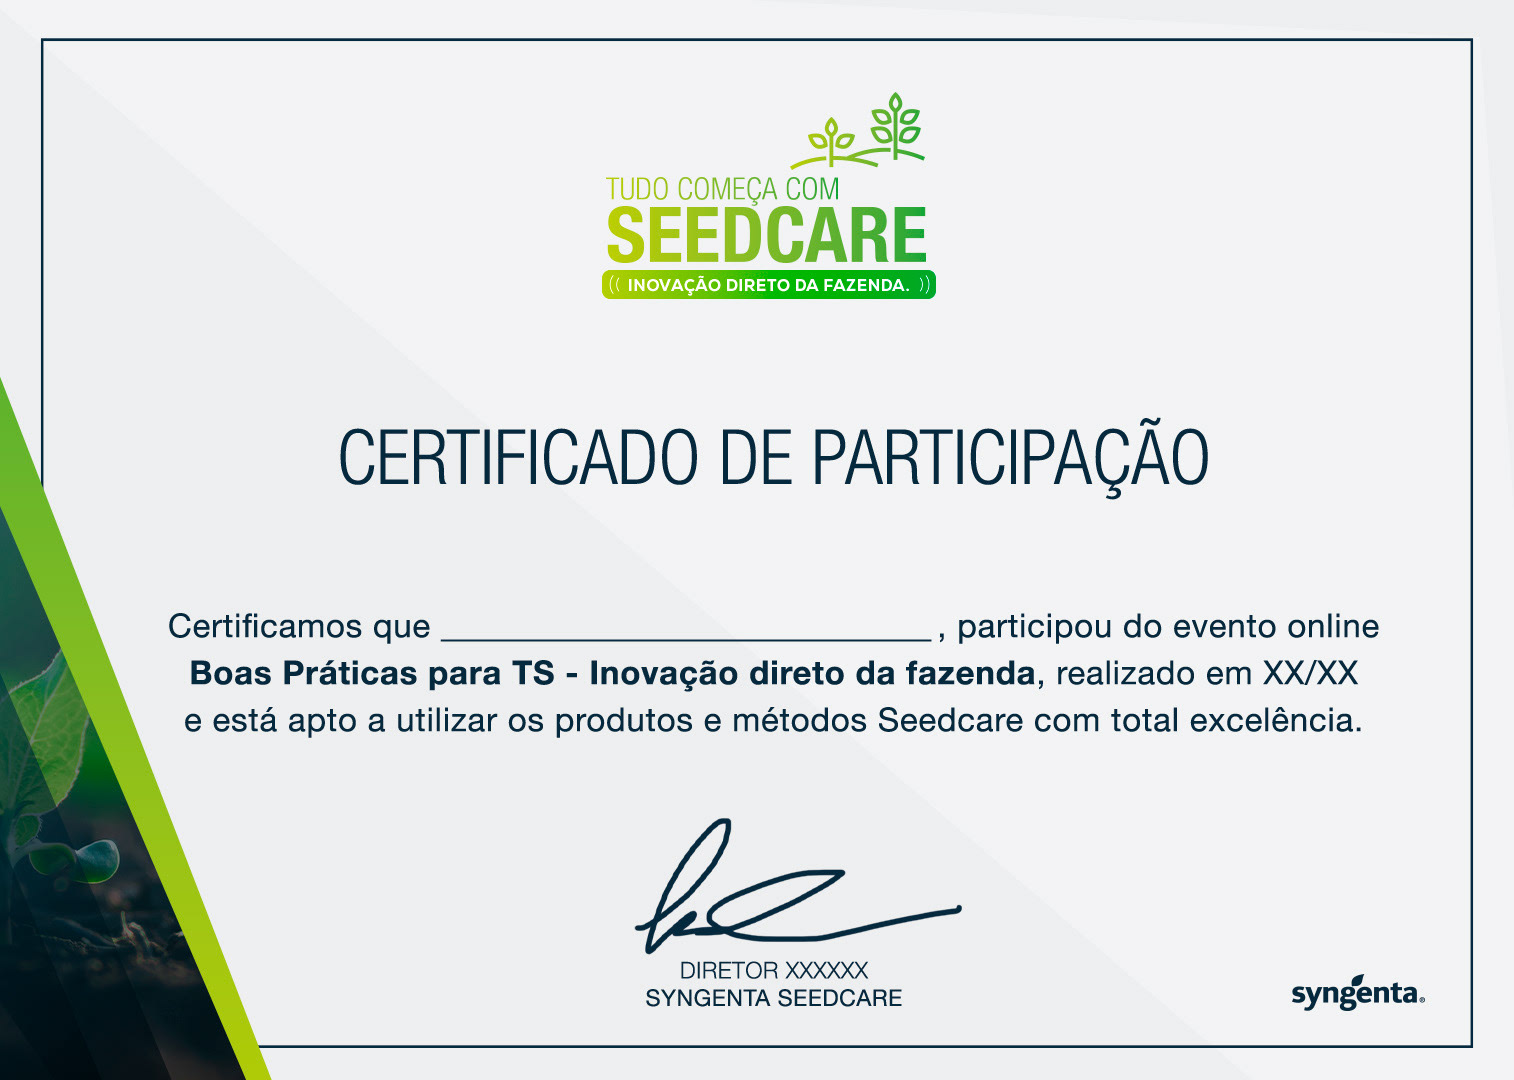 TUDO COMEÇA COM
SEEDCARE
(( INOVAÇÃO DIRETO DA FAZENDA. ))
CERTIFICADO DE PARTICIPAÇÃO
Certificamos que ____________________________ , participou do evento online
Boas Práticas para TS - Inovação direto da fazenda, realizado em XX/XX
e está apto a utilizar os produtos e métodos Seedcare com total excelência.
DIRETOR XXXXXX
SYNGENTA SEEDCARE
syngenta®